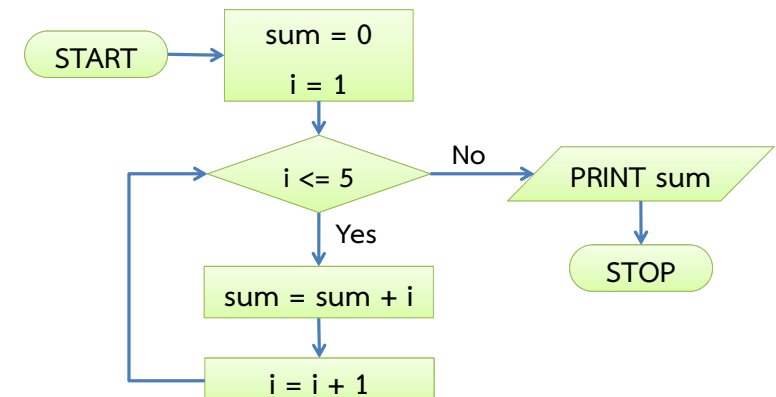 START
sum = 0
i = 1
i <= 5
No
PRINT sum
Yes
STOP
sum = sum + i
i = i + 1